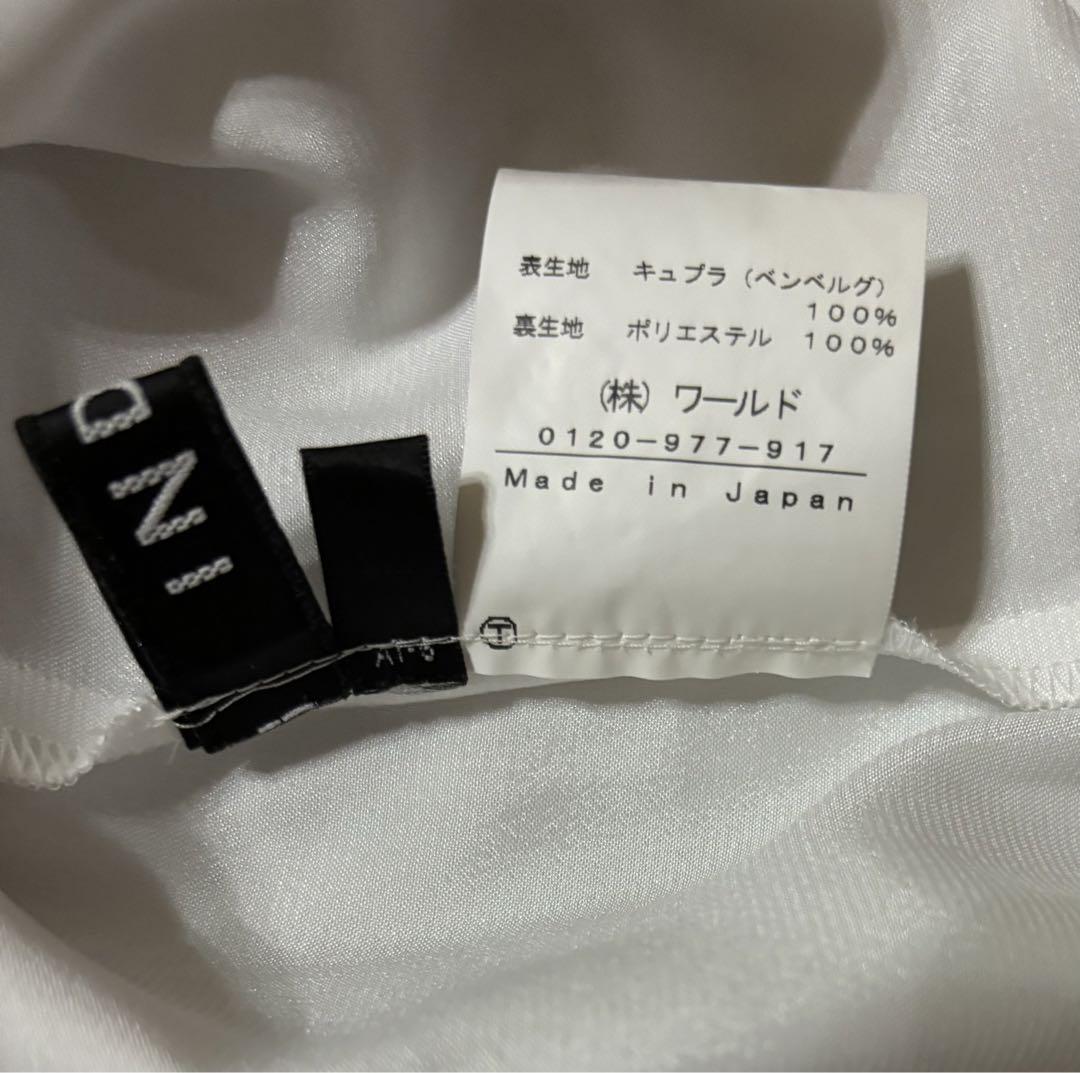 表生地 キュプラ（ベンベルグ）
100%
裏生地 ポリエステル 100%
（株）ワールド
0120-977-917
Made in Japan
T
IND